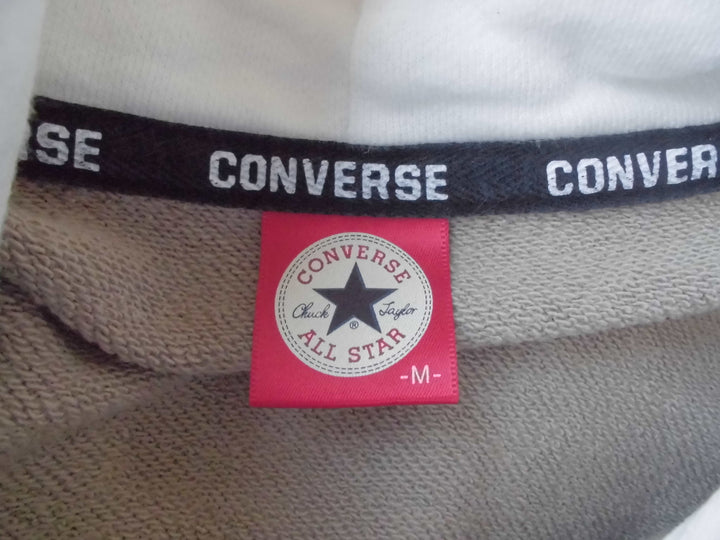 SE CONVERSE CONVER
CONVERSE
Chuck Taylor
®
ALL STAR
-M-